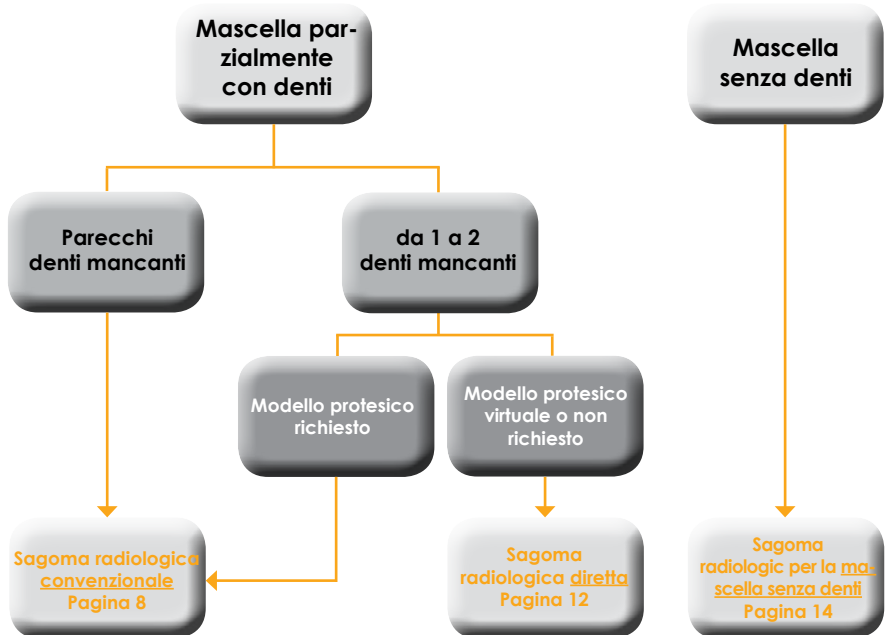 Mascella par-
zialmente
con denti
Mascella
senza denti
Parecchi
denti mancanti
da 1 a 2
denti mancanti
Modello protesico
richiesto
Modello protesico
virtuale o non
richiesto
Sagoma radiologica
convenzionale
Pagina 8
Sagoma
radiologica diretta
Pagina 12
Sagoma
radiologic per la ma-
scella senza denti
Pagina 14